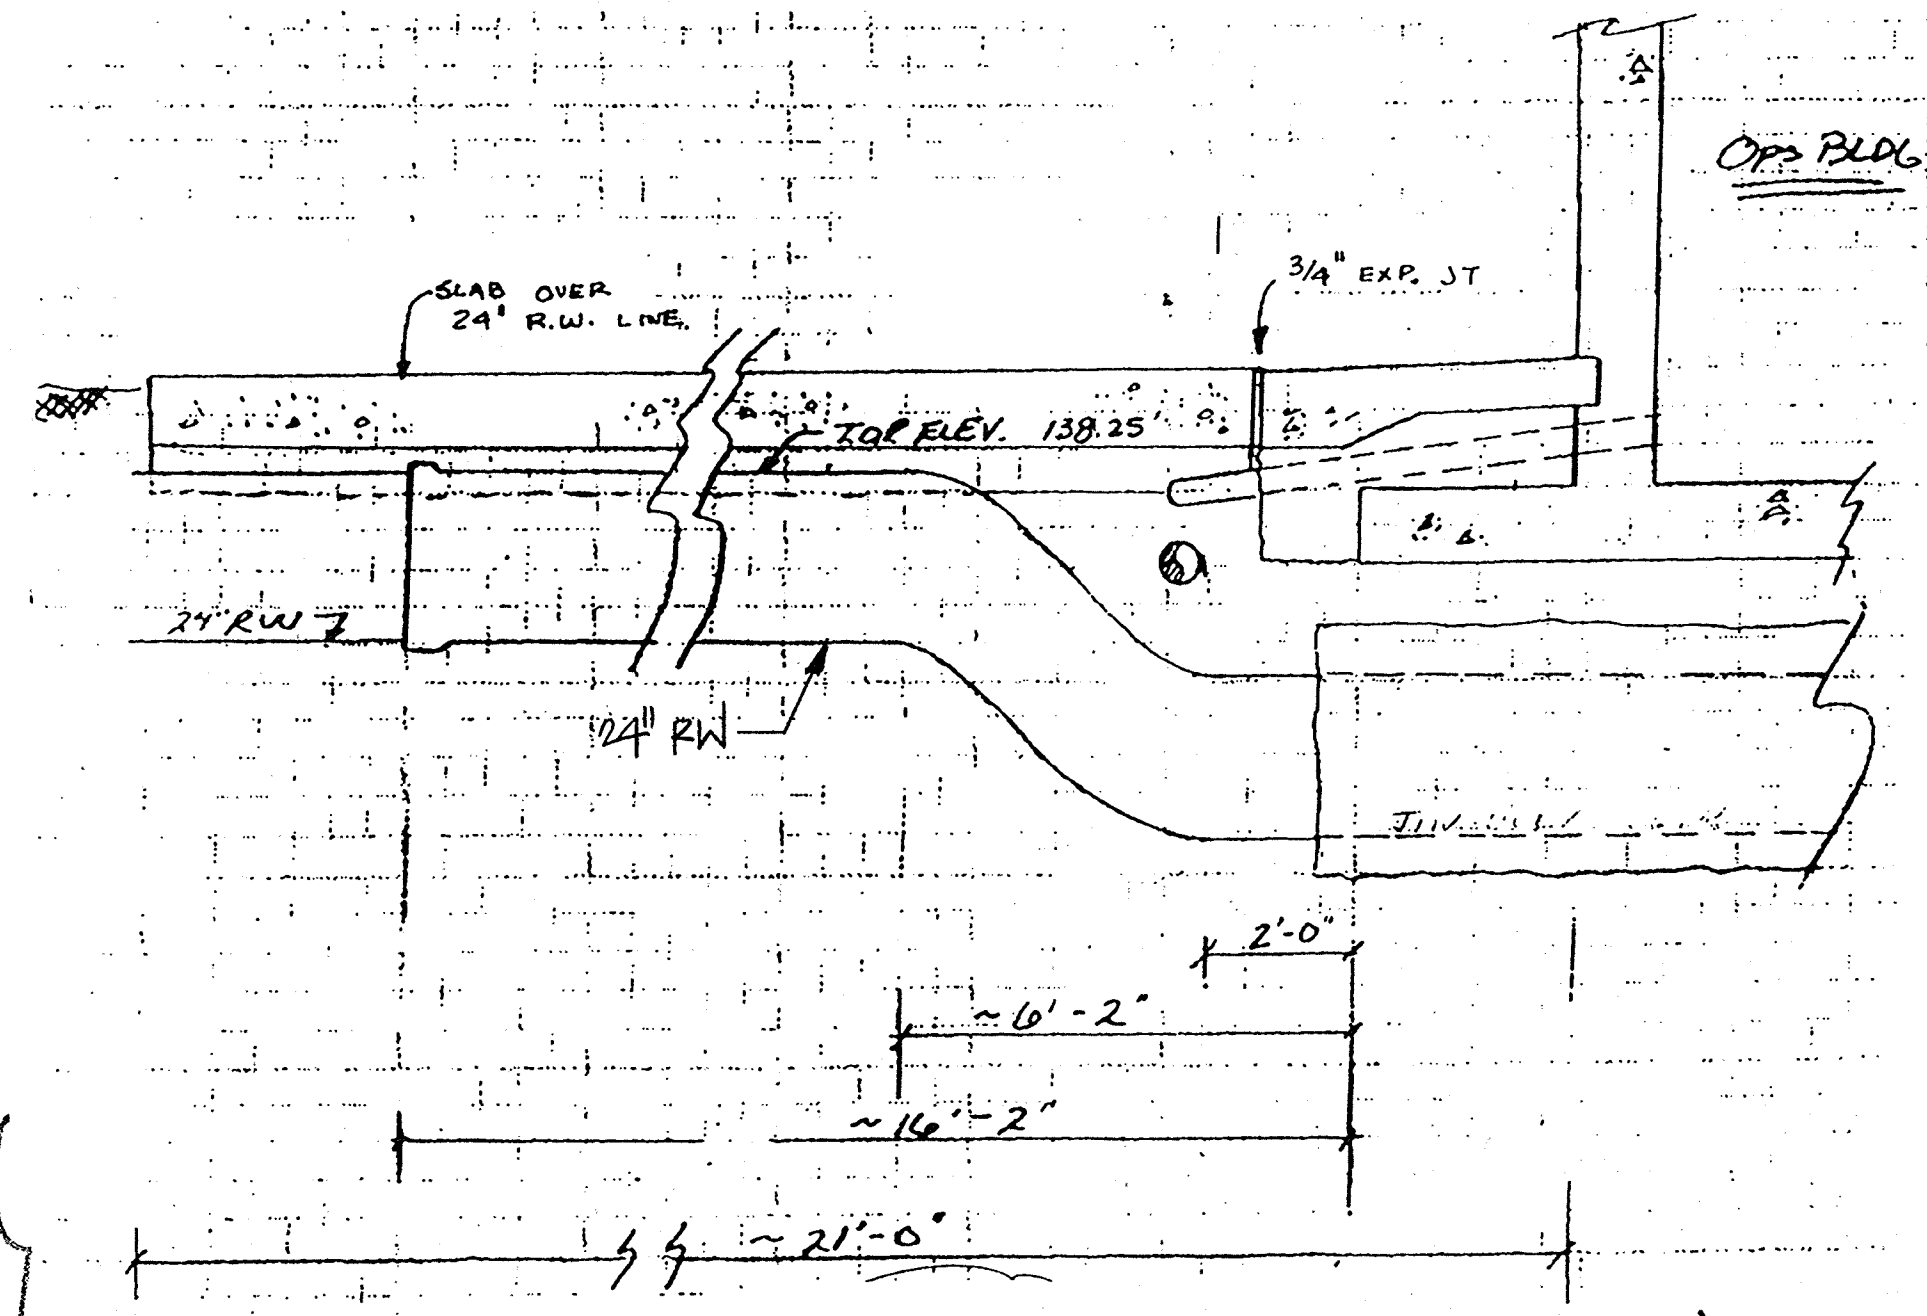 Ops BLDG.
3/4" EXP. JT
SLAB OVER
24" R.W. LINE.
TOP ELEV. 138.25'
24" RW
24" RW
2'-0"
~6'-2"
~16'-2"
~21'-0"